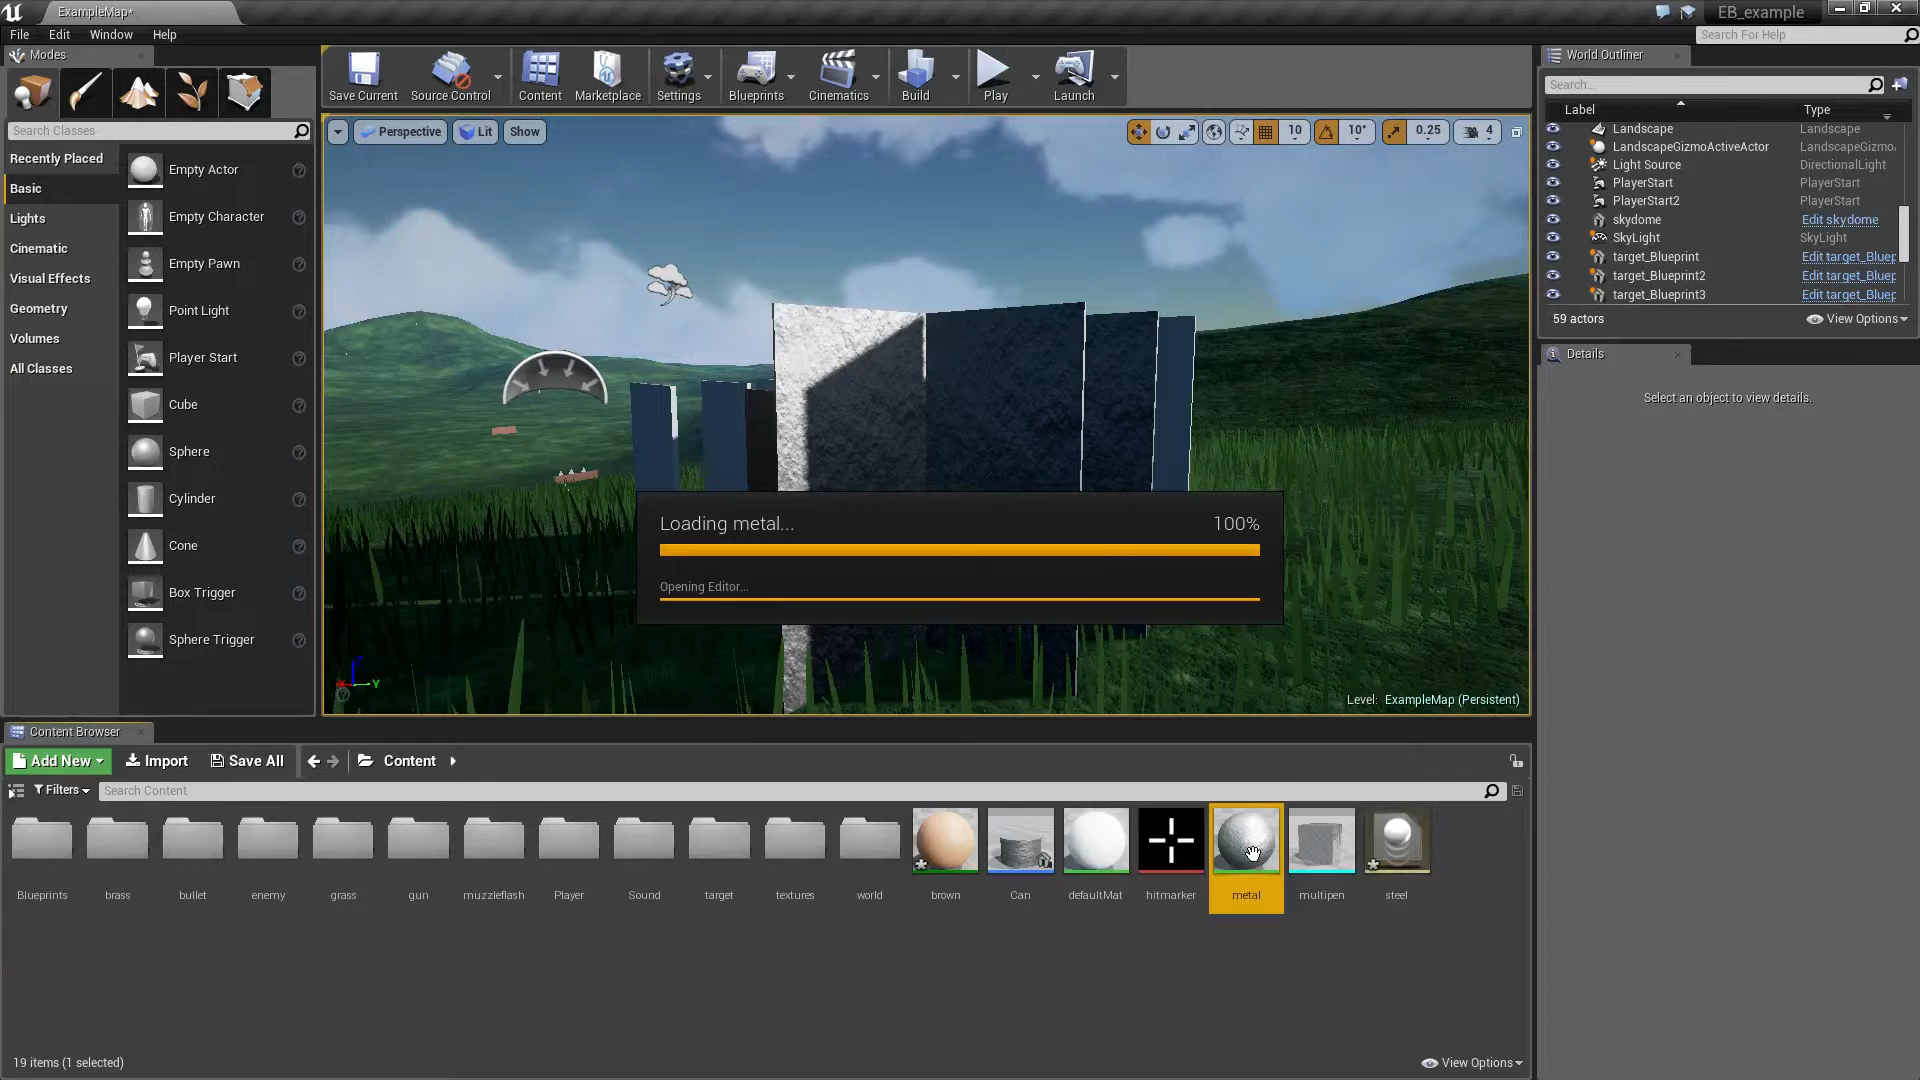 ExampleMap*
EB_example
File Edit Window Help
Search For Help
Modes
Save Current
Source Control
Content
Marketplace
Settings
Blueprints
Cinematics
Build
Play
Launch
World Outliner
Search...
Label
Type
Search Classes
Recently Placed
Basic
Lights
Cinematic
Visual Effects
Geometry
Volumes
All Classes
Empty Actor
Empty Character
Empty Pawn
Point Light
Player Start
Cube
Sphere
Cylinder
Cone
Box Trigger
Sphere Trigger
Perspective
Lit
Show
10
10°
0.25
4
Landscape Landscape
LandscapeGizmoActiveActor LandscapeGizmo
Light Source DirectionalLight
PlayerStart PlayerStart
PlayerStart2 PlayerStart
skydome Edit skydome
SkyLight SkyLight
target_Blueprint Edit target_Bluep
target_Blueprint2 Edit target_Bluep
target_Blueprint3 Edit target_Bluep
59 actors
View Options
Details
Select an object to view details.
Loading metal...
100%
Opening Editor...
Y
Level: ExampleMap (Persistent)
Content Browser
Add New
Import
Save All
Content
Filters
Search Content
Blueprints
brass
bullet
enemy
grass
gun
muzzleflash
Player
Sound
target
textures
world
brown
Can
defaultMat
hitmarker
metal
multipen
steel
19 items (1 selected)
View Options